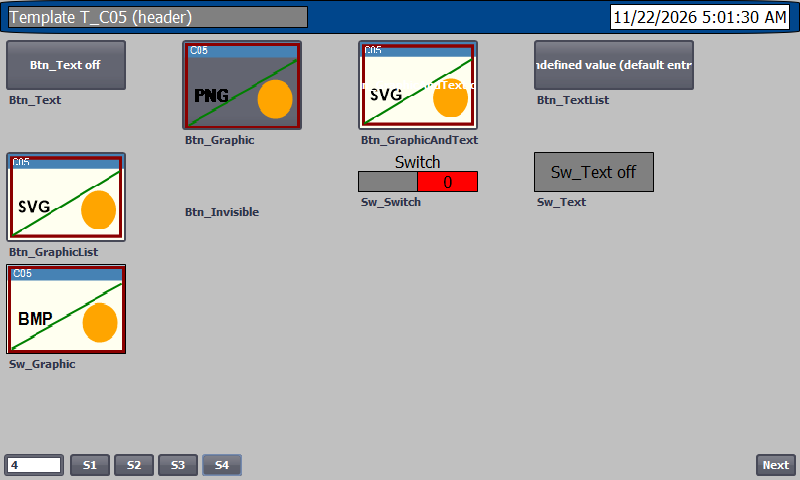 Template T_C05 (header)
11/22/2026 5:01:30 AM
Btn_Text off
Btn_Text
C05
PNG
Btn_Graphic
C05
SVG
Btn_GraphicAndText
ndefined value (default entr
Btn_TextList
C05
SVG
Btn_GraphicList
Btn_Invisible
Switch
0
Sw_Switch
Sw_Text off
Sw_Text
C05
BMP
Sw_Graphic
4
S1
S2
S3
S4
Next